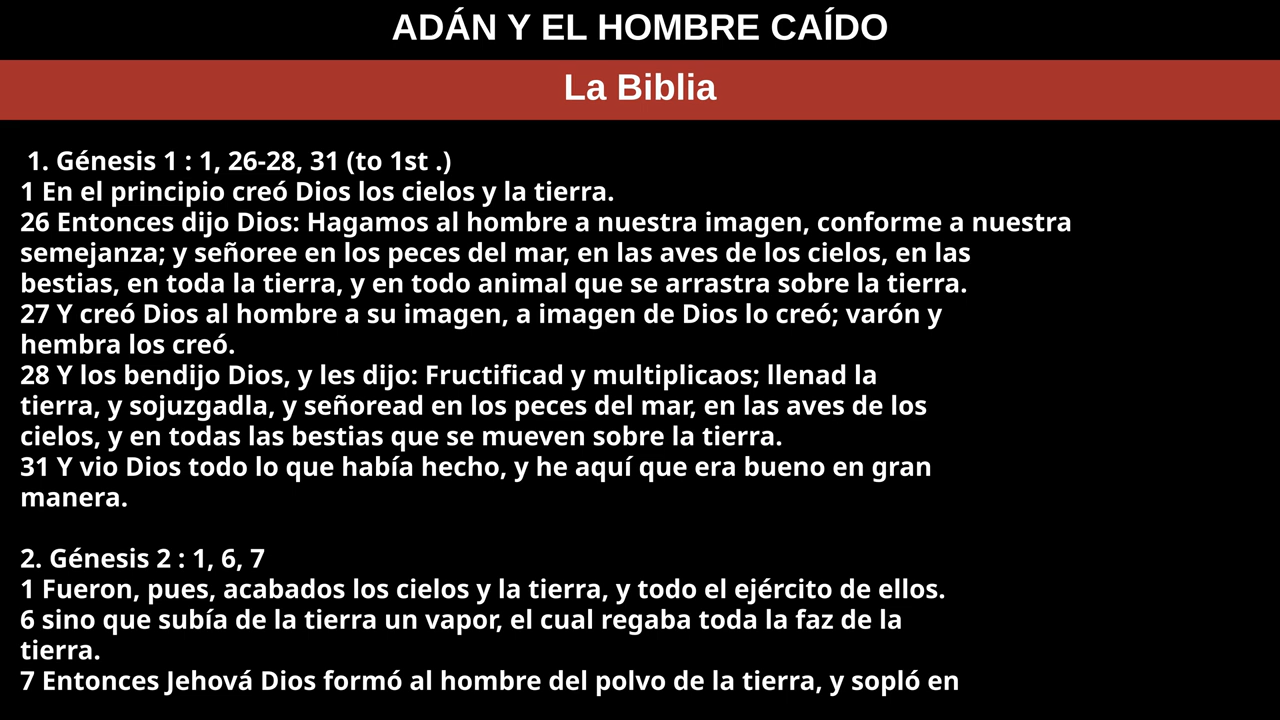 ADÁN Y EL HOMBRE CAÍDO
La Biblia
1. Génesis 1 : 1, 26-28, 31 (to 1st .)
1 En el principio creó Dios los cielos y la tierra.
26 Entonces dijo Dios: Hagamos al hombre a nuestra imagen, conforme a nuestra
semejanza; y señoree en los peces del mar, en las aves de los cielos, en las
bestias, en toda la tierra, y en todo animal que se arrastra sobre la tierra.
27 Y creó Dios al hombre a su imagen, a imagen de Dios lo creó; varón y
hembra los creó.
28 Y los bendijo Dios, y les dijo: Fructificad y multiplicaos; llenad la
tierra, y sojuzgadla, y señoread en los peces del mar, en las aves de los
cielos, y en todas las bestias que se mueven sobre la tierra.
31 Y vio Dios todo lo que había hecho, y he aquí que era bueno en gran
manera.
2. Génesis 2 : 1, 6, 7
1 Fueron, pues, acabados los cielos y la tierra, y todo el ejército de ellos.
6 sino que subía de la tierra un vapor, el cual regaba toda la faz de la
tierra.
7 Entonces Jehová Dios formó al hombre del polvo de la tierra, y sopló en